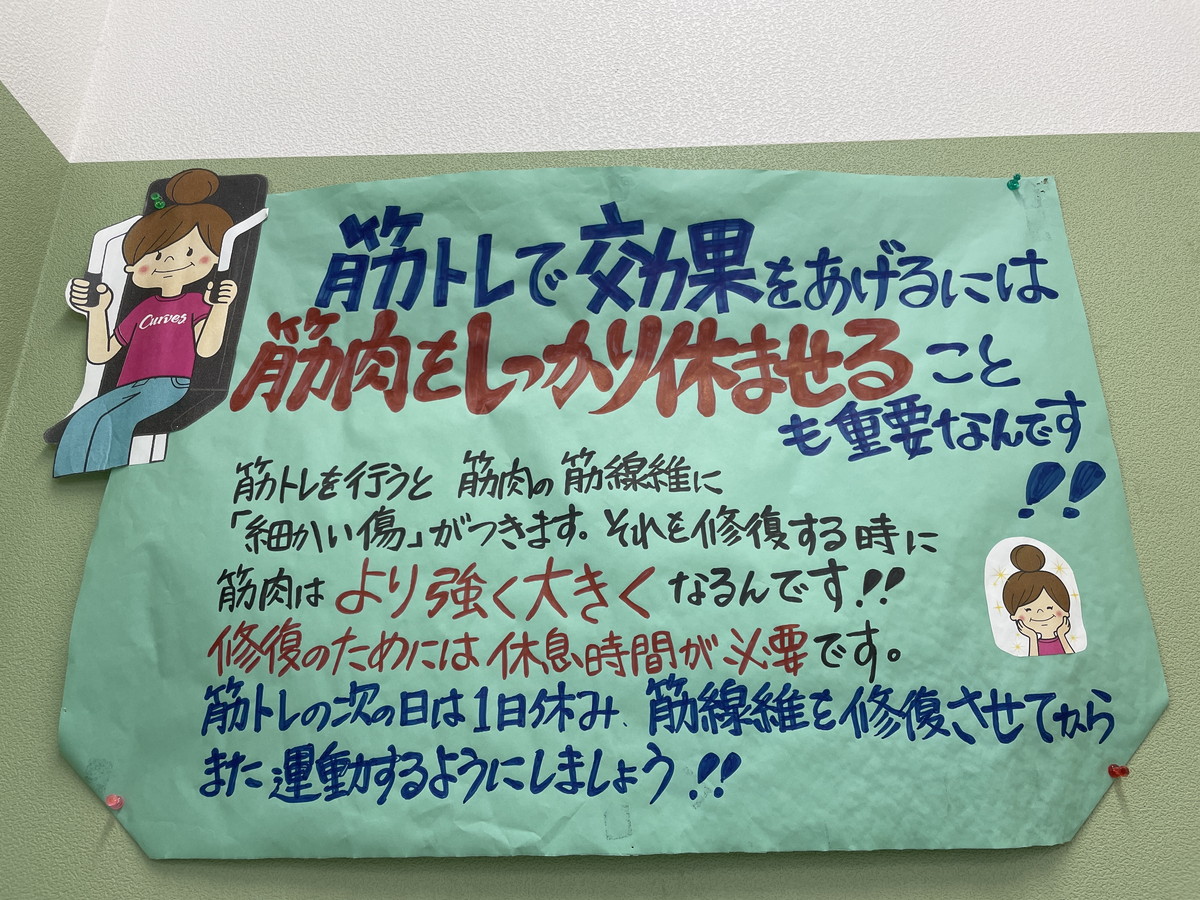 Curves
筋トレで効果をあげるには
筋肉をしっかり休ませること
も重要なんです
!!
筋トレを行うと 筋肉の筋線維に
「細かい傷」がつきます。それを修復する時に
筋肉は より強く大きく なるんです!!
修復のためには休息時間が必要です。
筋トレの次の日は1日休み、筋線維を修復させてから
また運動するようにしましょう!!